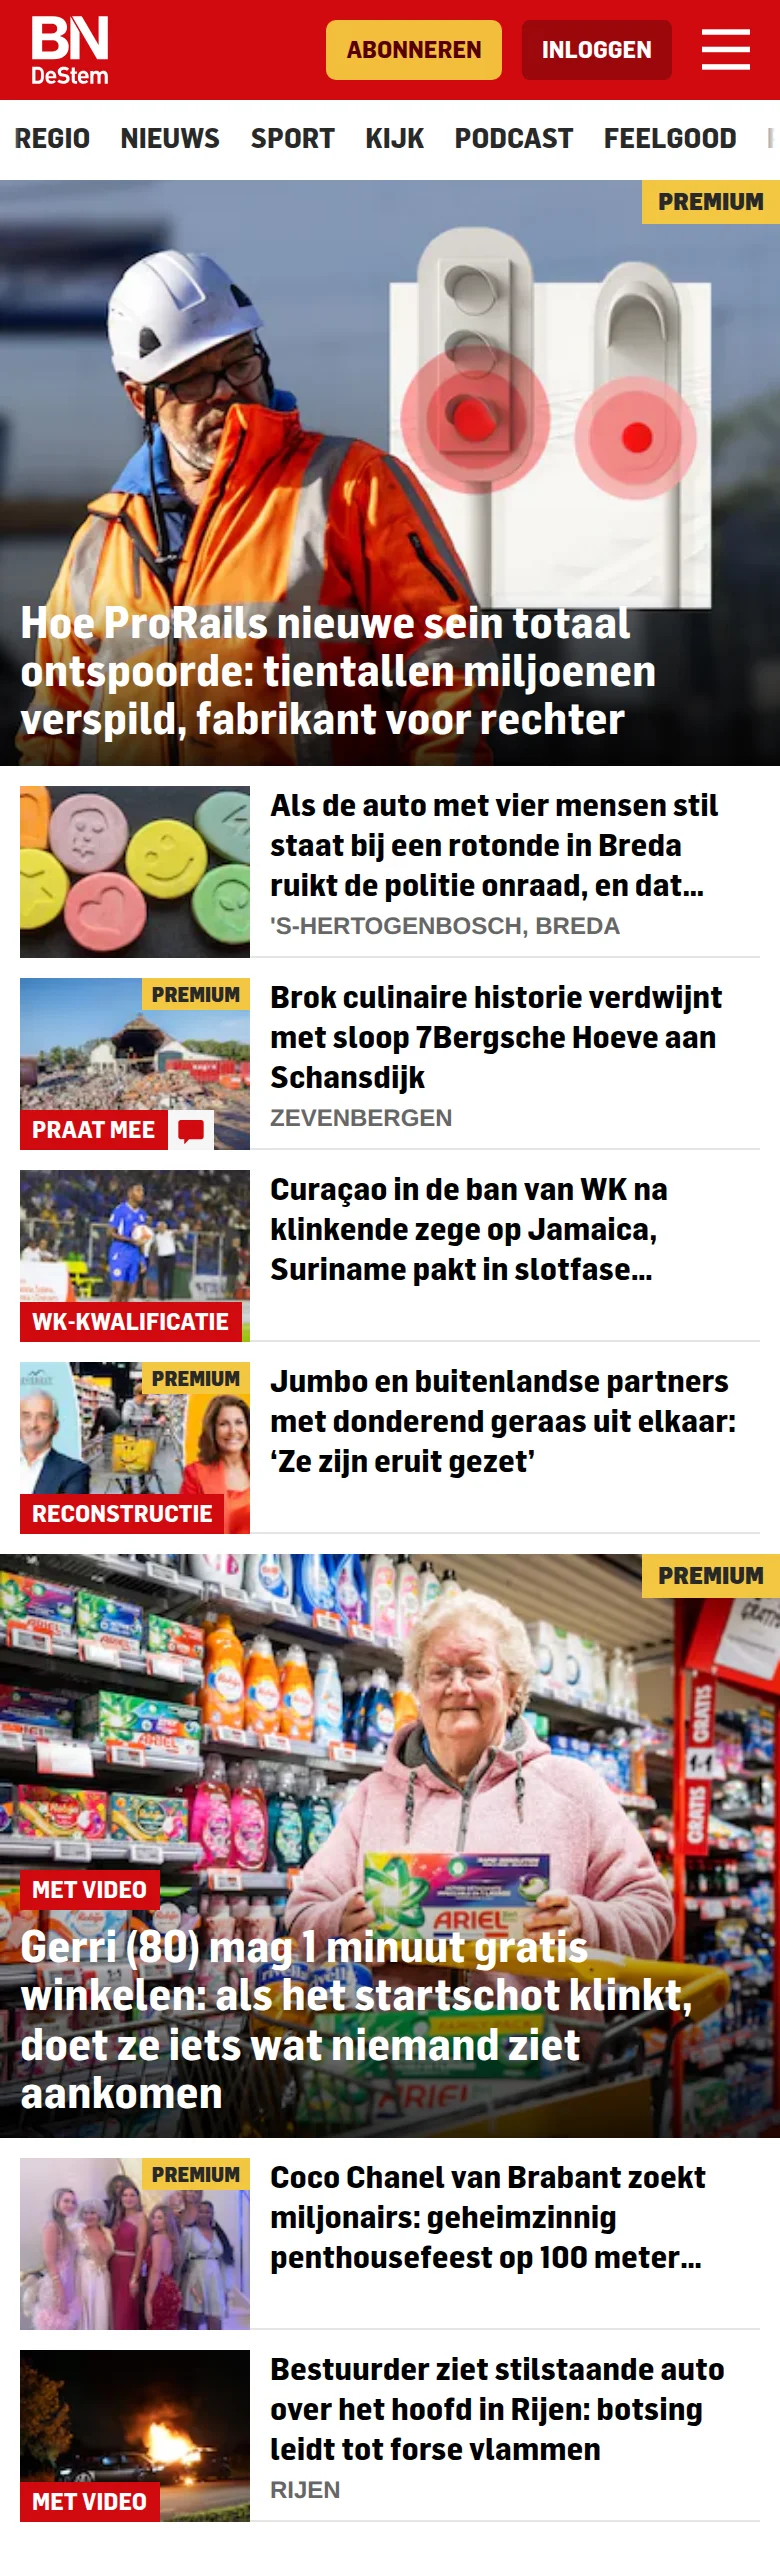 BN
DeStem
ABONNEREN
INLOGGEN
REGIO NIEUWS SPORT KIJK PODCAST FEELGOOD
PREMIUM
Hoe ProRails nieuwe sein totaal
ontspoorde: tientallen miljoenen
verspild, fabrikant voor rechter
Als de auto met vier mensen stil
staat bij een rotonde in Breda
ruikt de politie onraad, en dat...
'S-HERTOGENBOSCH, BREDA
PREMIUM
PRAAT MEE
Brok culinaire historie verdwijnt
met sloop 7Bergsche Hoeve aan
Schansdijk
ZEVENBERGEN
WK-KWALIFICATIE
Curaçao in de ban van WK na
klinkende zege op Jamaica,
Suriname pakt in slotfase...
PREMIUM
RECONSTRUCTIE
Jumbo en buitenlandse partners
met donderend geraas uit elkaar:
‘Ze zijn eruit gezet’
PREMIUM
GRATIS
GRATIS
ARIEL
ARIEL
MET VIDEO
Gerri (80) mag 1 minuut gratis
winkelen: als het startschot klinkt,
doet ze iets wat niemand ziet
aankomen
PREMIUM
Coco Chanel van Brabant zoekt
miljonairs: geheimzinnig
penthousefeest op 100 meter...
MET VIDEO
Bestuurder ziet stilstaande auto
over het hoofd in Rijen: botsing
leidt tot forse vlammen
RIJEN